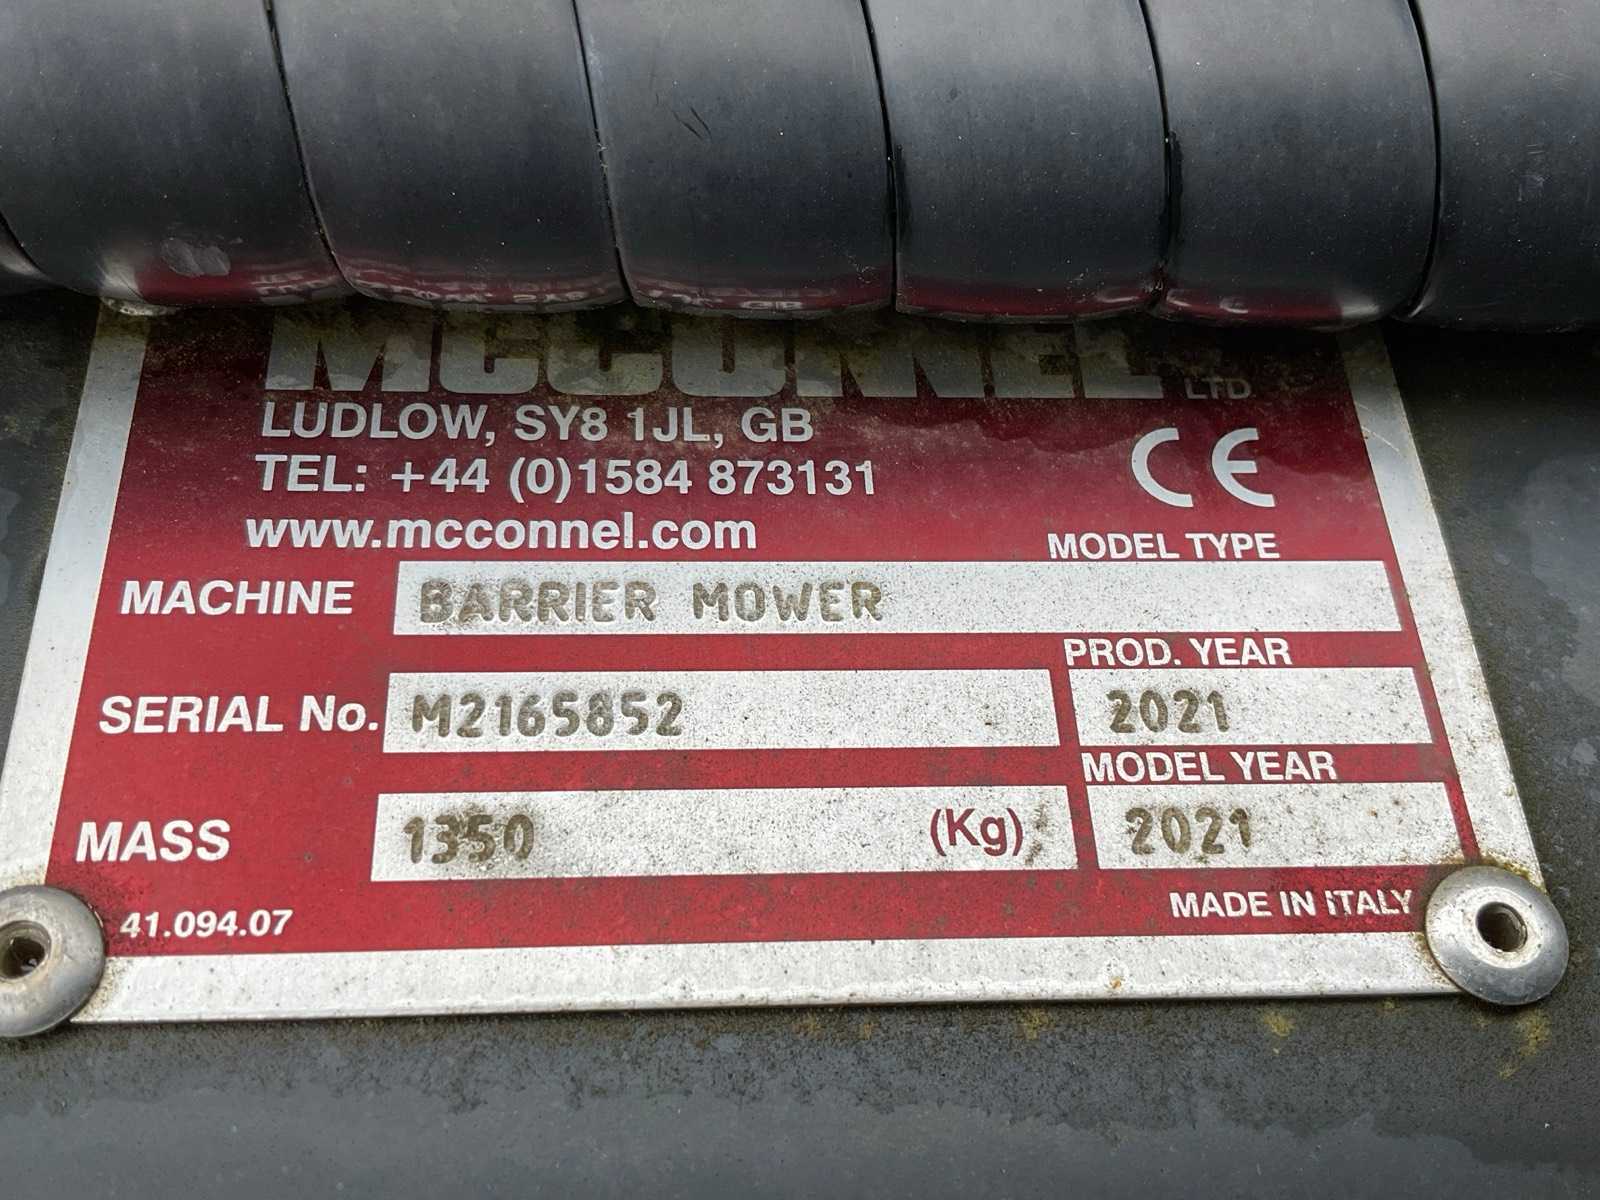 McCONNEL LTD
LUDLOW, SY8 1JL, GB
TEL: +44 (0)1584 873131
www.mcconnel.com
MODEL TYPE
MACHINE BARRIER MOWER
PROD. YEAR
SERIAL No. M2165852 2021
MODEL YEAR
MASS 1350 (Kg) 2021
41.094.07 MADE IN ITALY
CE